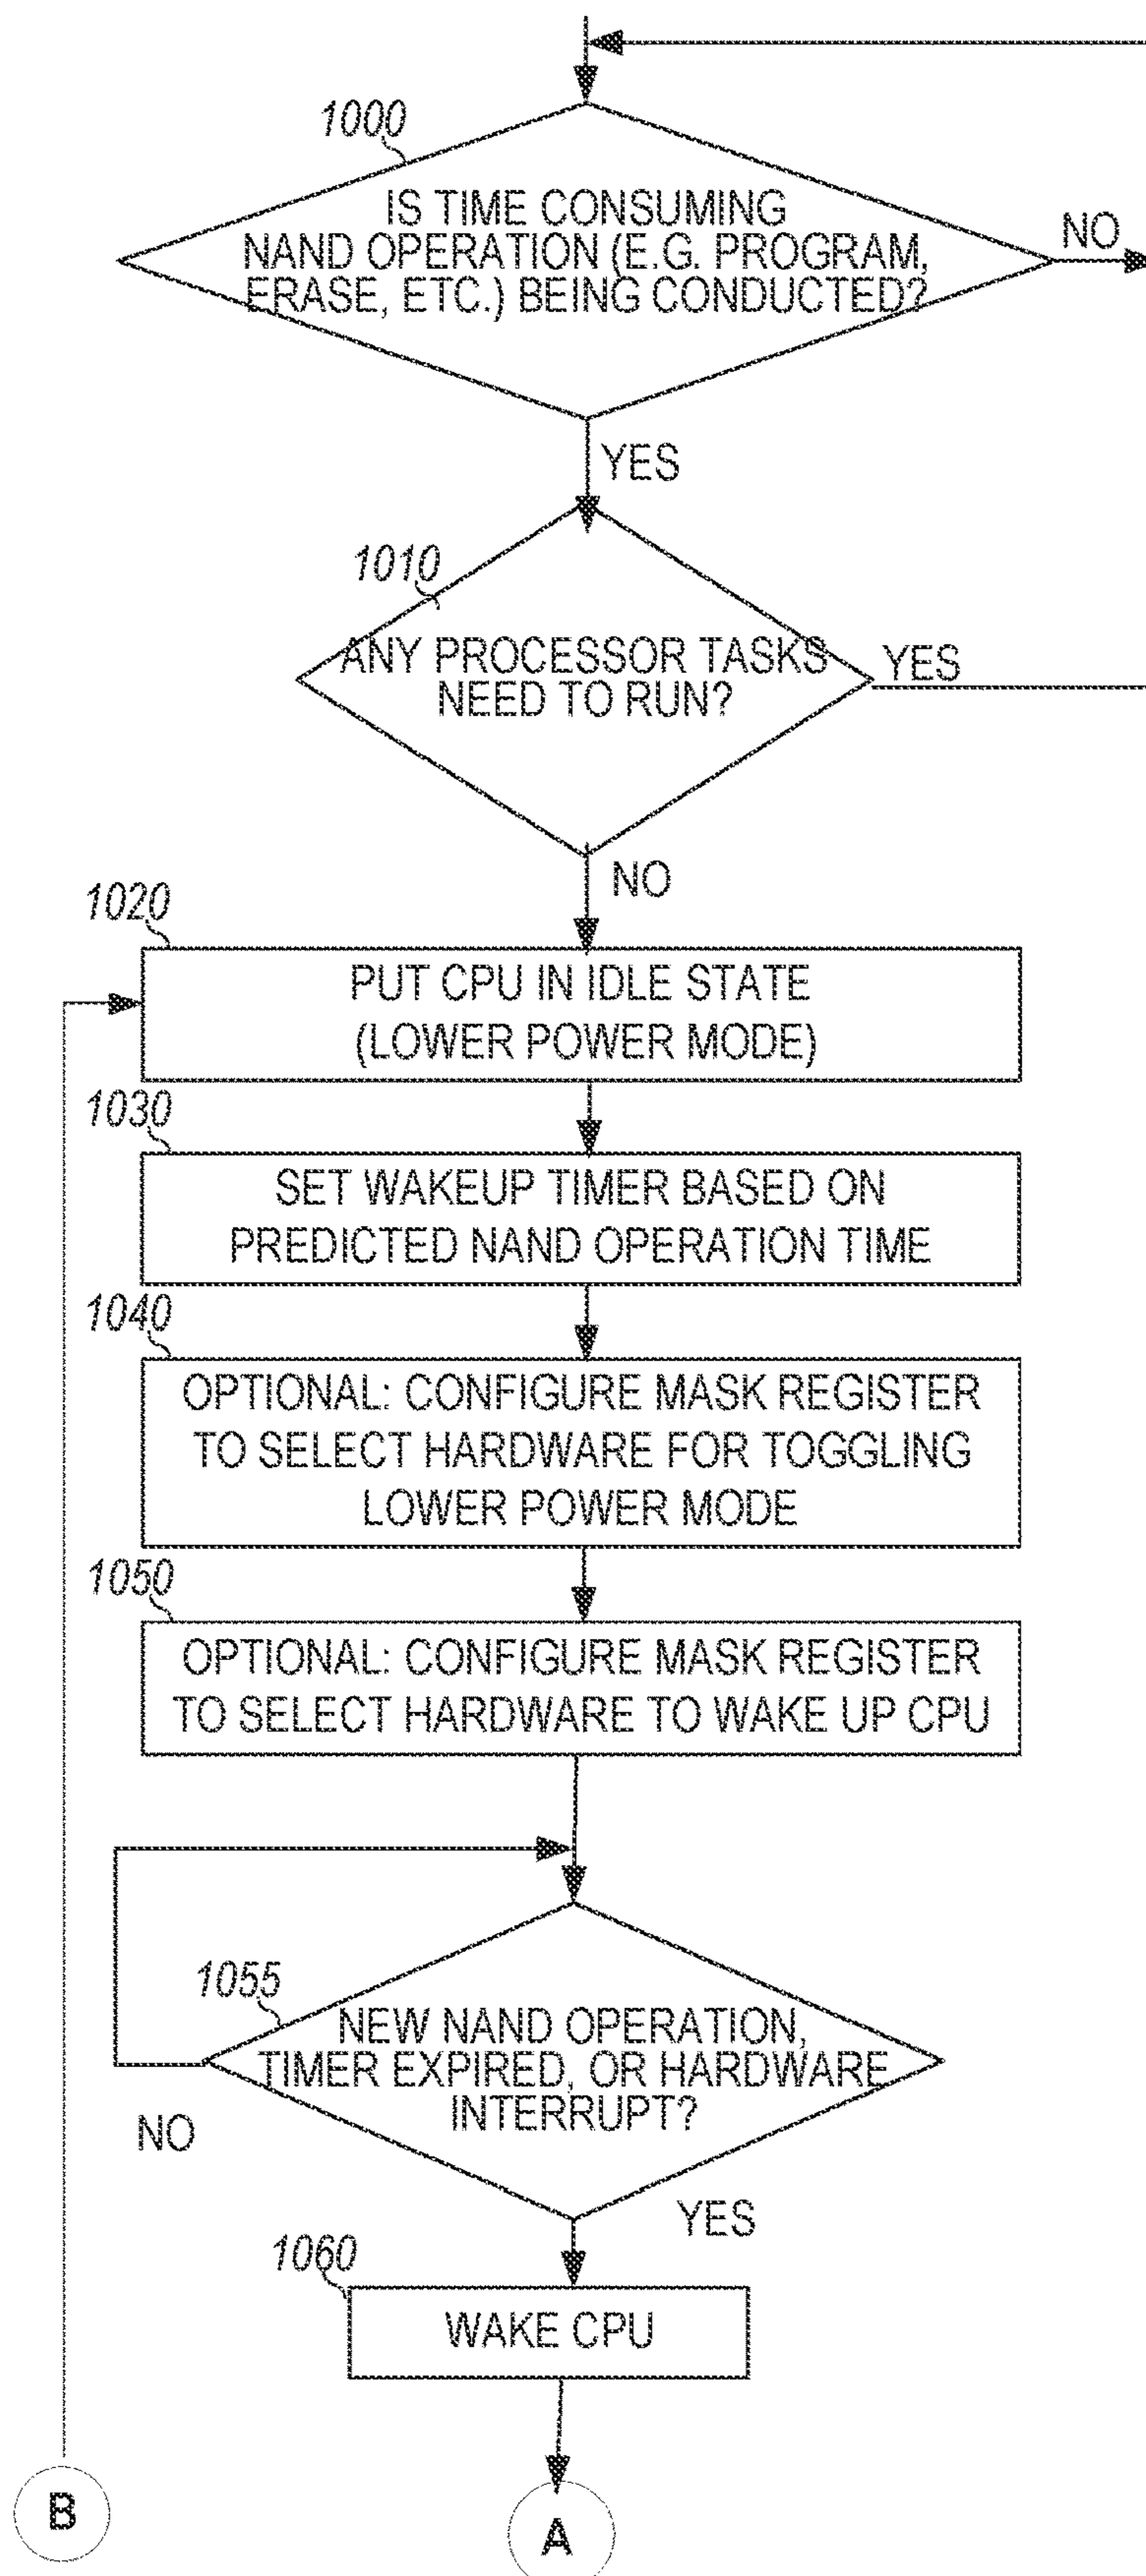 1000
IS TIME CONSUMING
NAND OPERATION (E.G. PROGRAM,
ERASE, ETC.) BEING CONDUCTED?
NO
YES
1010
ANY PROCESSOR TASKS
NEED TO RUN?
YES
NO
1020
PUT CPU IN IDLE STATE
(LOWER POWER MODE)
1030
SET WAKEUP TIMER BASED ON
PREDICTED NAND OPERATION TIME
1040
OPTIONAL: CONFIGURE MASK REGISTER
TO SELECT HARDWARE FOR TOGGLING
LOWER POWER MODE
1050
OPTIONAL: CONFIGURE MASK REGISTER
TO SELECT HARDWARE TO WAKE UP CPU
1055
NEW NAND OPERATION,
TIMER EXPIRED, OR HARDWARE
INTERRUPT?
NO
YES
1060
WAKE CPU
B
A